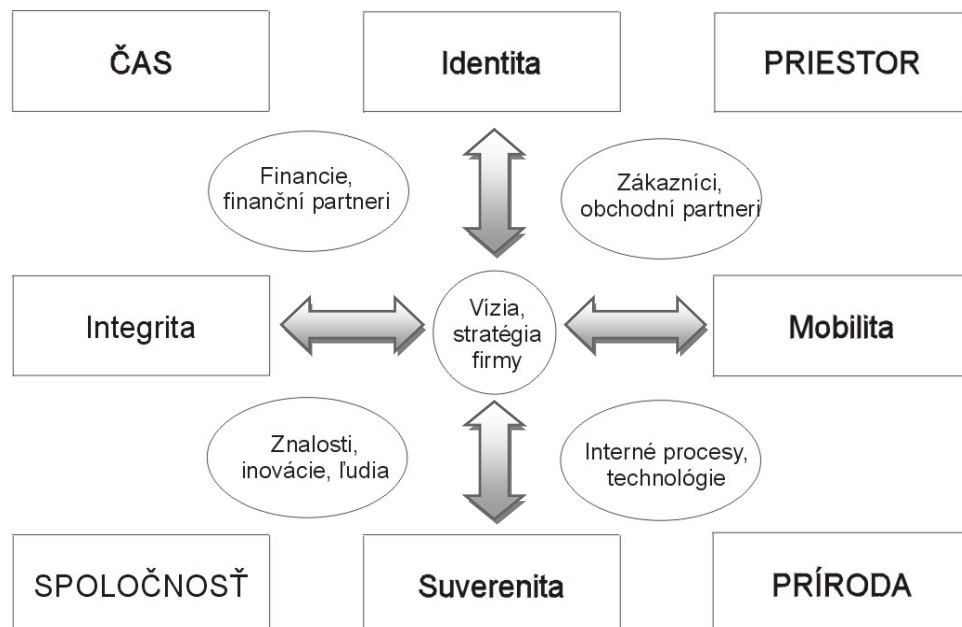 ČAS
Identita
PRIESTOR
Financie,
finanční partneri
Zákazníci,
obchodní partneri
Integrita
Vízia,
stratégia
firmy
Mobilita
Znalosti,
inovácie, ľudia
Interné procesy,
technológie
SPOLOČNOSŤ
Suverenita
PRÍRODA